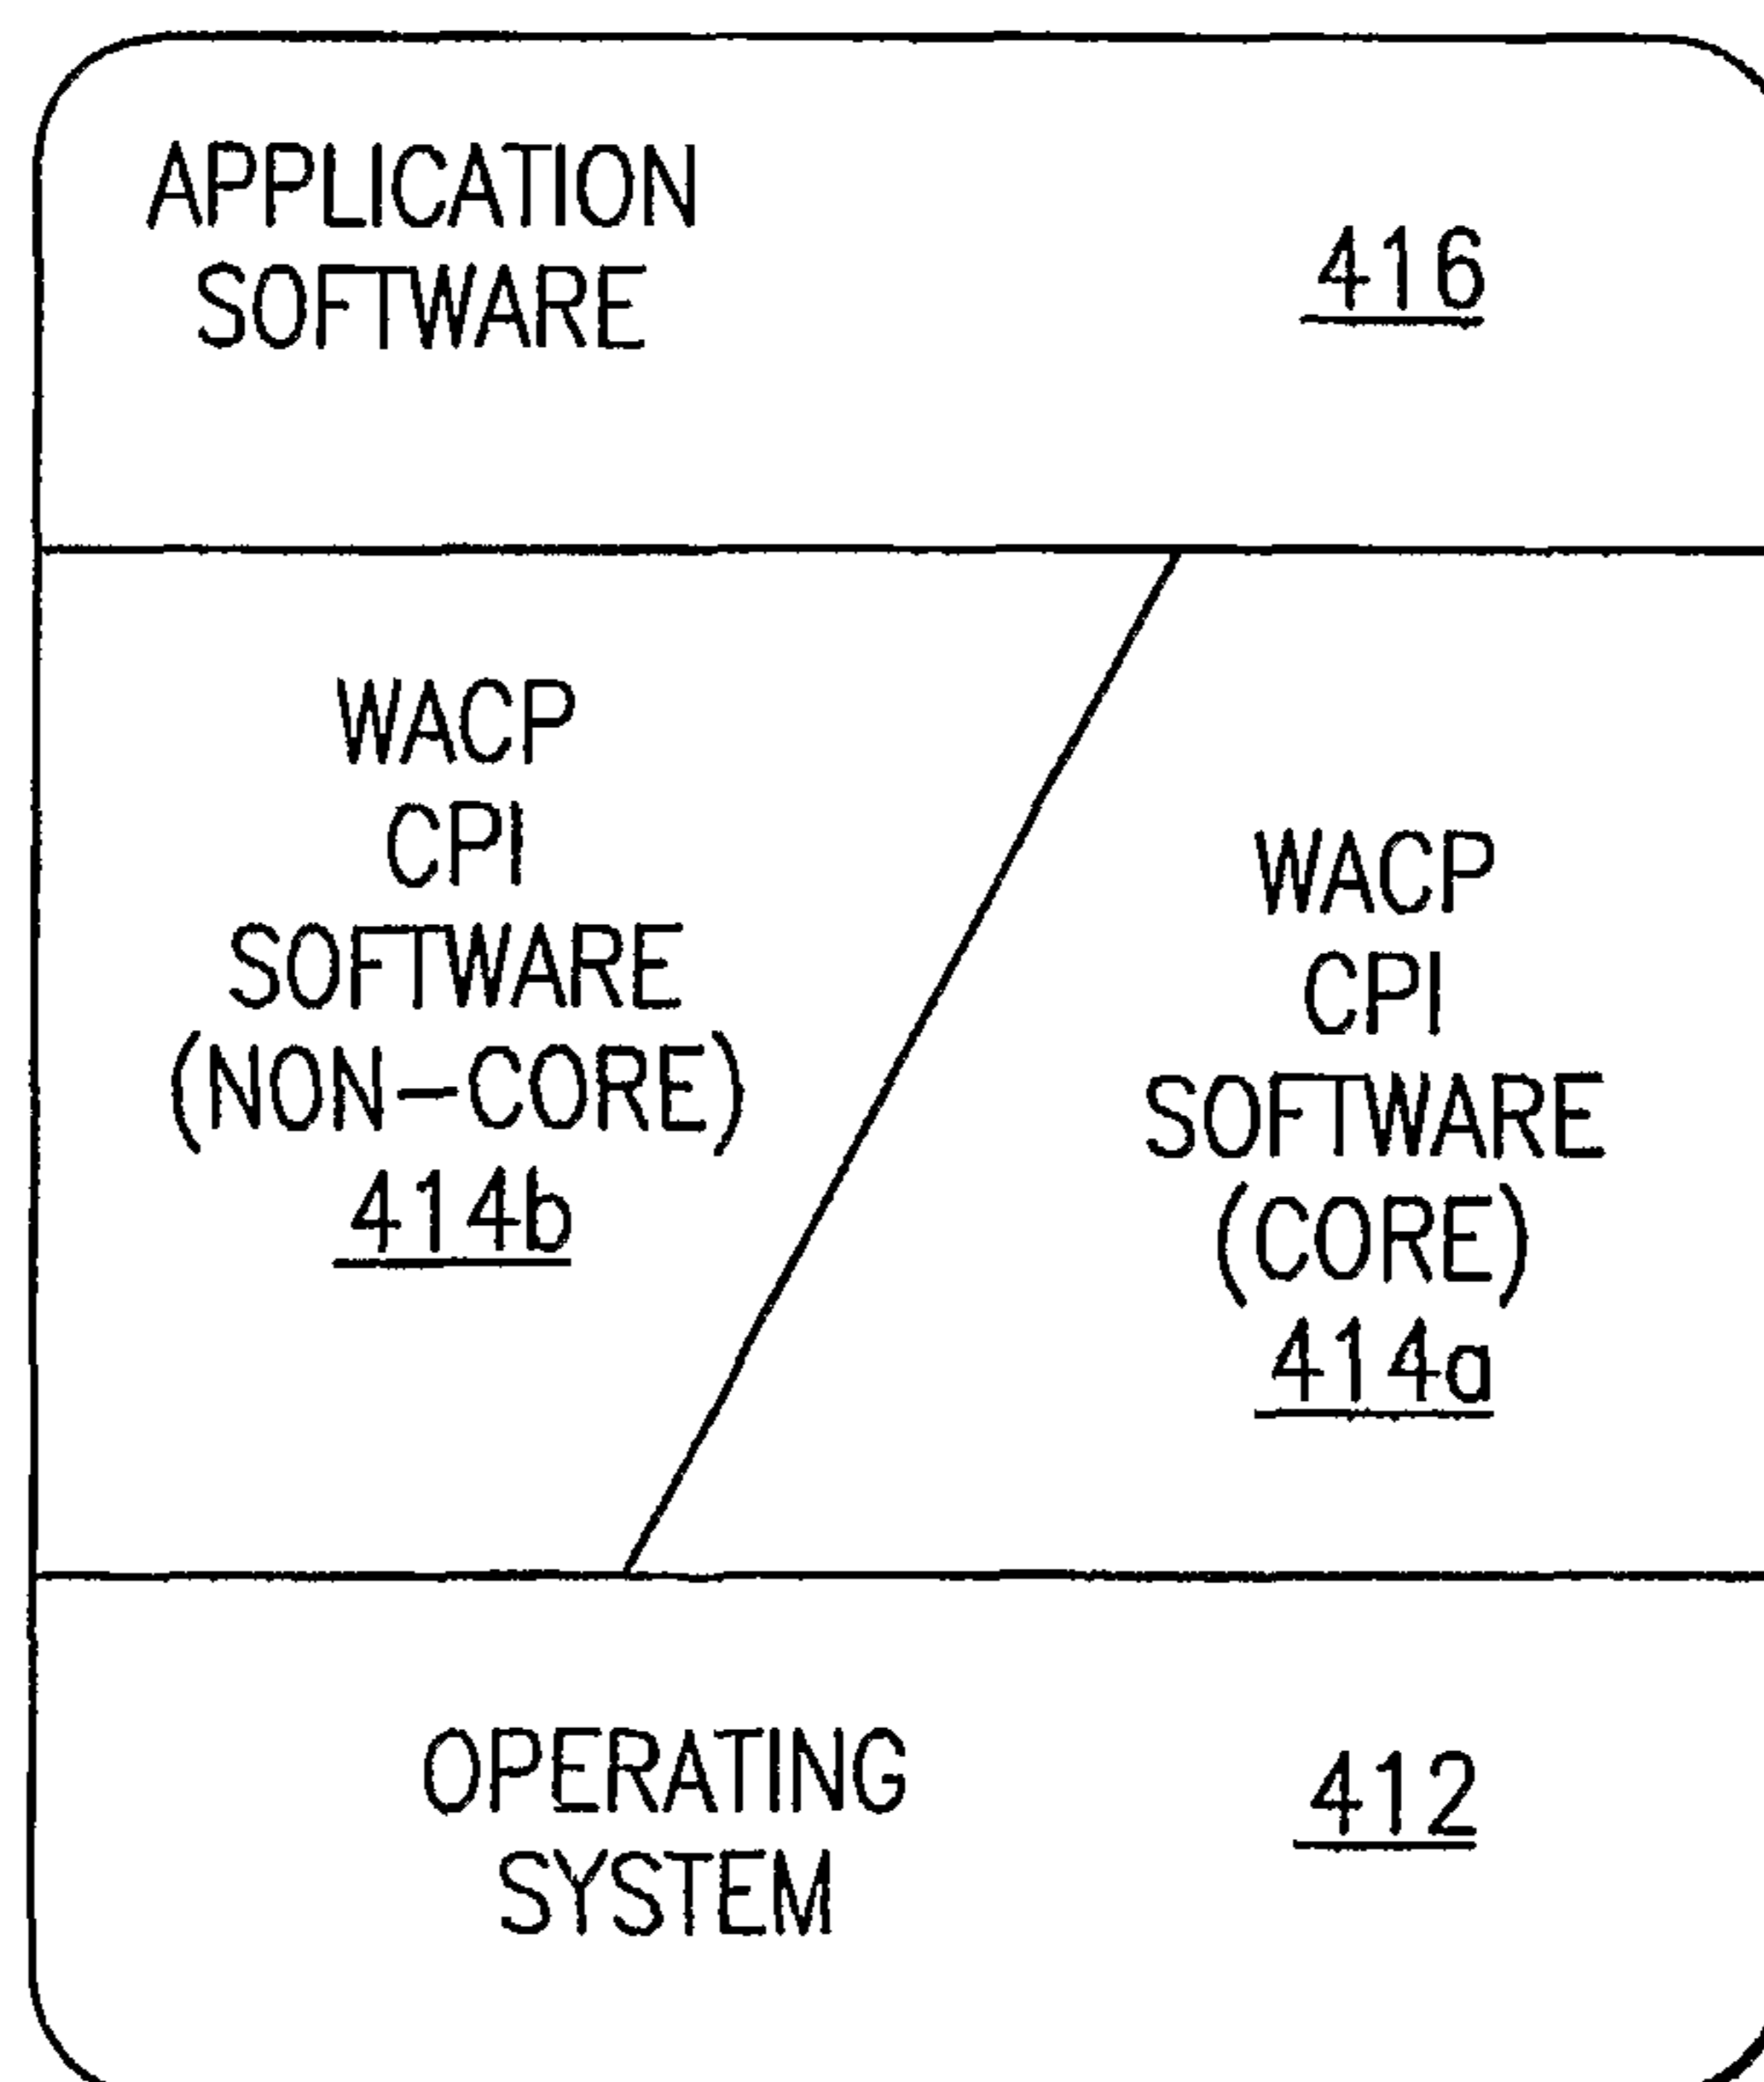 APPLICATION
SOFTWARE
416
WACP
CPI
SOFTWARE
(NON-CORE)
414b
WACP
CPI
SOFTWARE
(CORE)
414a
OPERATING
SYSTEM
412